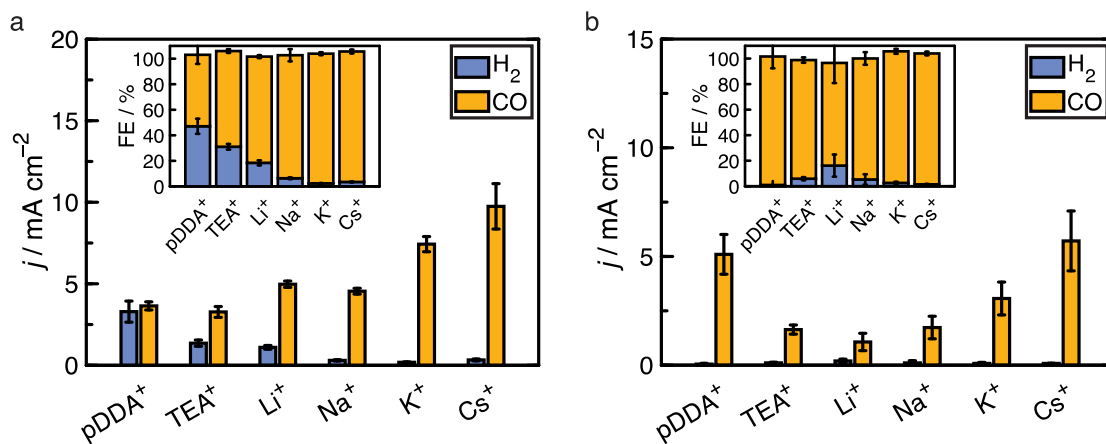 a
20
15
10
5
0
j / mA cm⁻²
H₂
CO
100
80
60
40
20
0
FE / %
pDDA⁺
TEA⁺
Li⁺
Na⁺
K⁺
Cs⁺
pDDA⁺
TEA⁺
Li⁺
Na⁺
K⁺
Cs⁺
b
15
10
5
0
j / mA cm⁻²
H₂
CO
100
80
60
40
20
0
FE / %
pDDA⁺
TEA⁺
Li⁺
Na⁺
K⁺
Cs⁺
pDDA⁺
TEA⁺
Li⁺
Na⁺
K⁺
Cs⁺